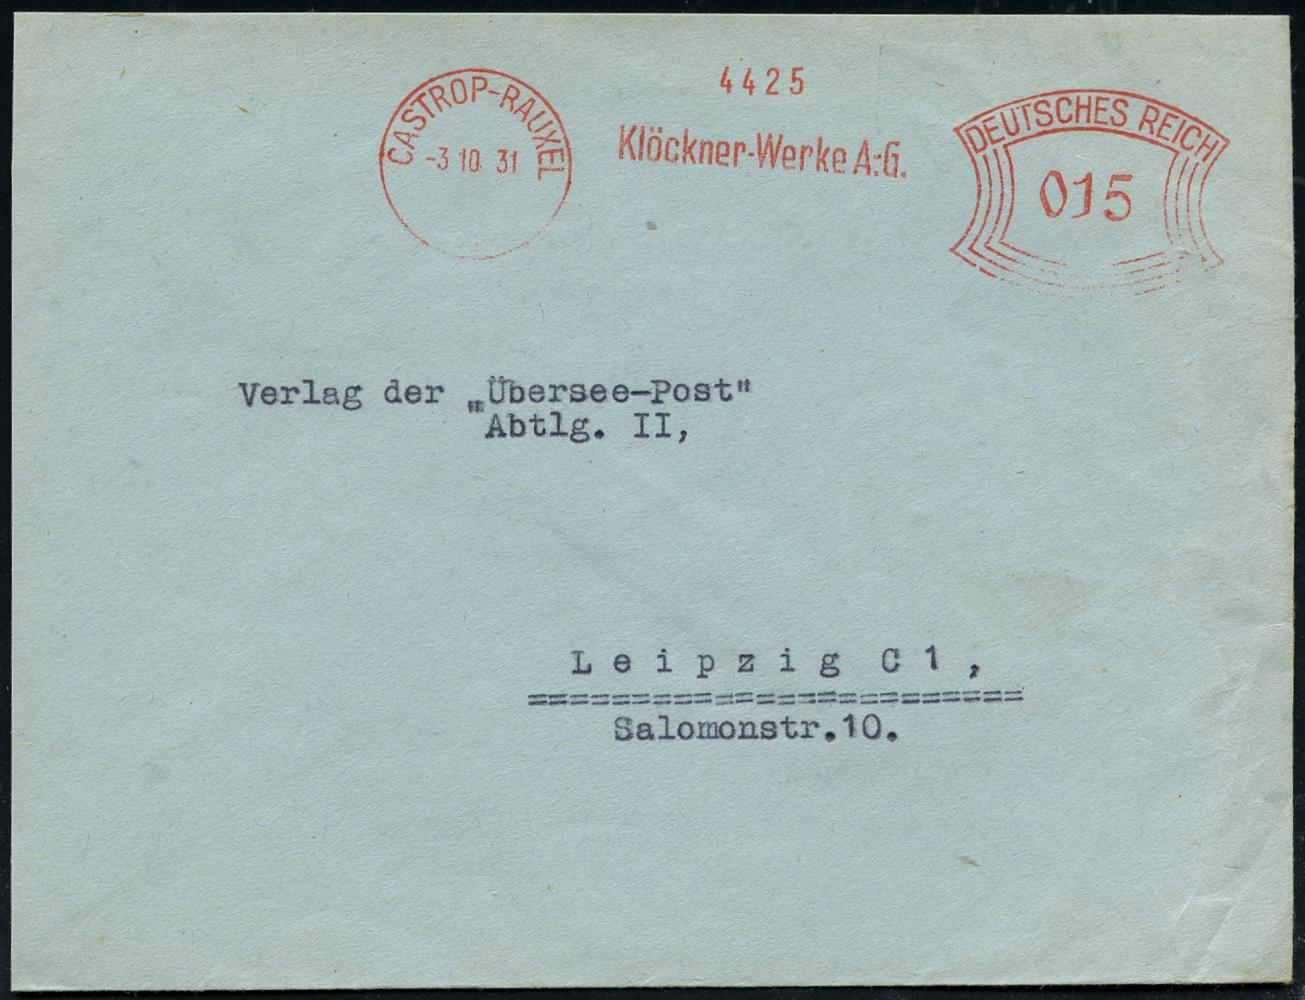 CASTROP-RAUXEL
-3.10.31
4425
Klöckner-Werke A.:G.
DEUTSCHES REICH
015
Verlag der „Übersee-Post"
Abtlg. II,
Leipzig C1,
========================
Salomonstr.10.